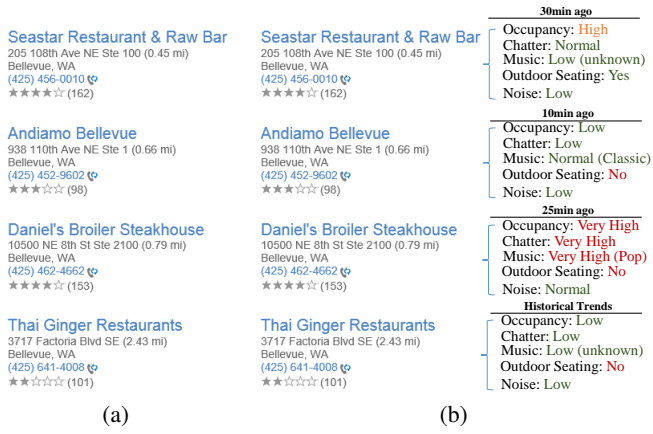 Seastar Restaurant & Raw Bar
205 108th Ave NE Ste 100 (0.45 mi)
Bellevue, WA
(425) 456-0010
★★★★☆ (162)
Andiamo Bellevue
938 110th Ave NE Ste 1 (0.66 mi)
Bellevue, WA
(425) 452-9602
★★★☆☆ (98)
Daniel's Broiler Steakhouse
10500 NE 8th St Ste 2100 (0.79 mi)
Bellevue, WA
(425) 462-4662
★★★★☆ (153)
Thai Ginger Restaurants
3717 Factoria Blvd SE (2.43 mi)
Bellevue, WA
(425) 641-4008
★★☆☆☆ (101)
(a)
Seastar Restaurant & Raw Bar
205 108th Ave NE Ste 100 (0.45 mi)
Bellevue, WA
(425) 456-0010
★★★★☆ (162)
30min ago
Occupancy: High
Chatter: Normal
Music: Low (unknown)
Outdoor Seating: Yes
Noise: Low
Andiamo Bellevue
938 110th Ave NE Ste 1 (0.66 mi)
Bellevue, WA
(425) 452-9602
★★★☆☆ (98)
10min ago
Occupancy: Low
Chatter: Low
Music: Normal (Classic)
Outdoor Seating: No
Noise: Low
Daniel's Broiler Steakhouse
10500 NE 8th St Ste 2100 (0.79 mi)
Bellevue, WA
(425) 462-4662
★★★★☆ (153)
25min ago
Occupancy: Very High
Chatter: Very High
Music: Very High (Pop)
Outdoor Seating: No
Noise: Normal
Thai Ginger Restaurants
3717 Factoria Blvd SE (2.43 mi)
Bellevue, WA
(425) 641-4008
★★☆☆☆ (101)
Historical Trends
Occupancy: Low
Chatter: Low
Music: Low (unknown)
Outdoor Seating: No
Noise: Low
(b)